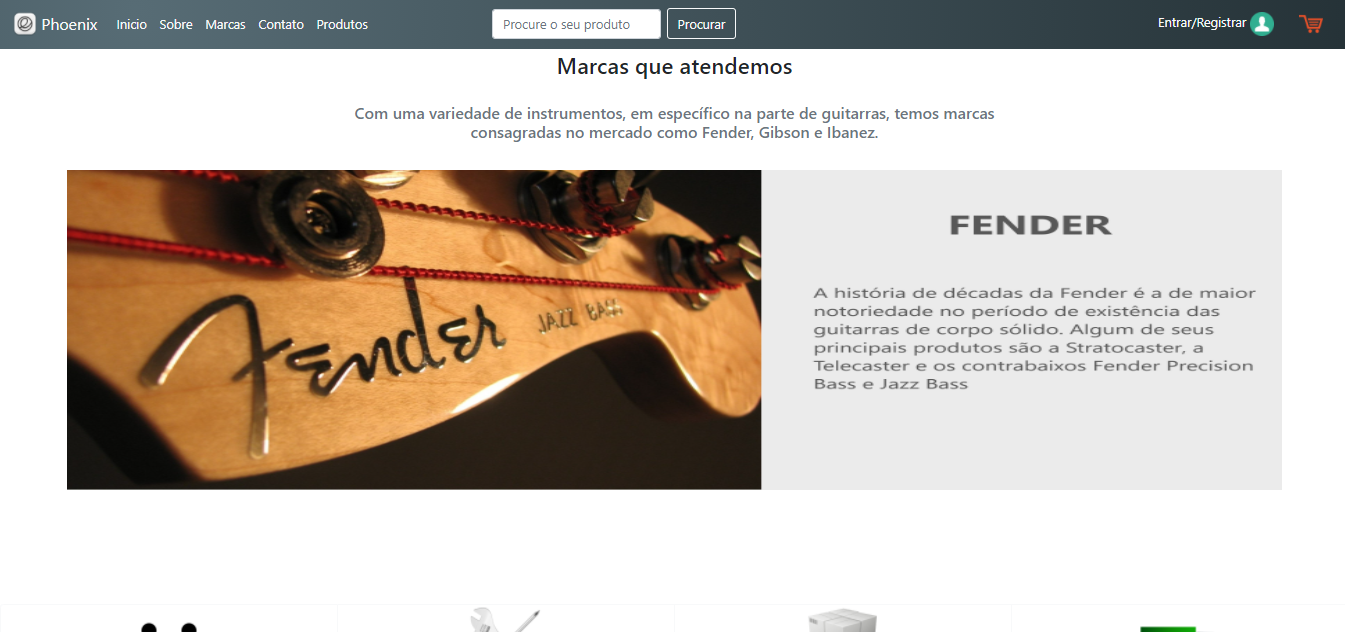 Phoenix Inicio Sobre Marcas Contato Produtos Procure o seu produto Procurar Entrar/Registrar
Marcas que atendemos
Com uma variedade de instrumentos, em específico na parte de guitarras, temos marcas
consagradas no mercado como Fender, Gibson e Ibanez.
Fender JAZZ BASS
FENDER
A história de décadas da Fender é a de maior
notoriedade no período de existência das
guitarras de corpo sólido. Algum de seus
principais produtos são a Stratocaster, a
Telecaster e os contrabaixos Fender Precision
Bass e Jazz Bass